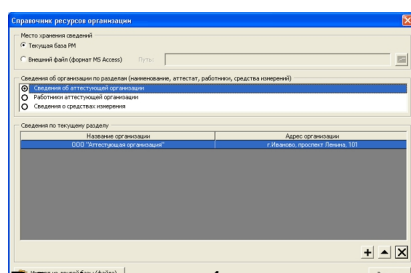 Справочник ресурсов организации
Место хранения сведений
Текущая база РМ
Внешний файл (формат MS Access) Путь:
Сведения об организации по разделам (наименование, аттестат, работники, средства измерений)
Сведения об аттестующей организации
Работники аттестующей организации
Сведения о средствах измерения
Сведения по текущему разделу
Название организации Адрес организации
ООО "Аттестующая организация" г.Иваново, проспект Ленина, 101